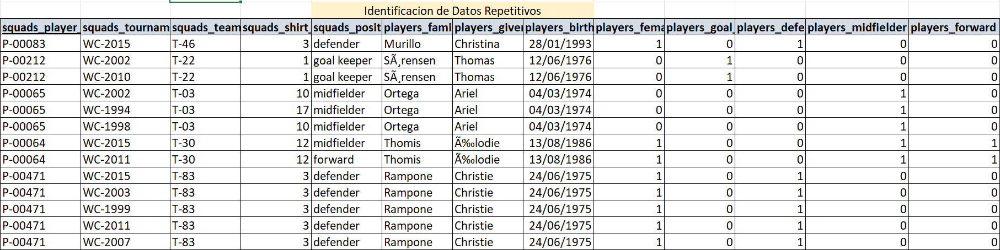 Identificacion de Datos Repetitivos
squads_player_ squads_tournam squads_team squads_shirt_ squads_posit players_fami players_giver players_birth players_fema players_goal_ players_defe players_midfielder players_forward
P-00083 WC-2015 T-46 3 defender Murillo Christina 28/01/1993 1 0 1 0 0
P-00212 WC-2002 T-22 1 goal keeper SÃ¸rensen Thomas 12/06/1976 0 1 0 0 0
P-00212 WC-2010 T-22 1 goal keeper SÃ¸rensen Thomas 12/06/1976 0 1 0 0 0
P-00065 WC-2002 T-03 10 midfielder Ortega Ariel 04/03/1974 0 0 0 1 0
P-00065 WC-1994 T-03 17 midfielder Ortega Ariel 04/03/1974 0 0 0 1 0
P-00065 WC-1998 T-03 10 midfielder Ortega Ariel 04/03/1974 0 0 0 1 0
P-00064 WC-2015 T-30 12 midfielder Thomis Ã‰lodie 13/08/1986 1 0 0 1 1
P-00064 WC-2011 T-30 12 forward Thomis Ã‰lodie 13/08/1986 1 0 0 1 1
P-00471 WC-2015 T-83 3 defender Rampone Christie 24/06/1975 1 0 1 0 0
P-00471 WC-2003 T-83 3 defender Rampone Christie 24/06/1975 1 0 1 0 0
P-00471 WC-1999 T-83 3 defender Rampone Christie 24/06/1975 1 0 1 0 0
P-00471 WC-2011 T-83 3 defender Rampone Christie 24/06/1975 1 0 1 0 0
P-00471 WC-2007 T-83 3 defender Rampone Christie 24/06/1975 1 0 1 0 0